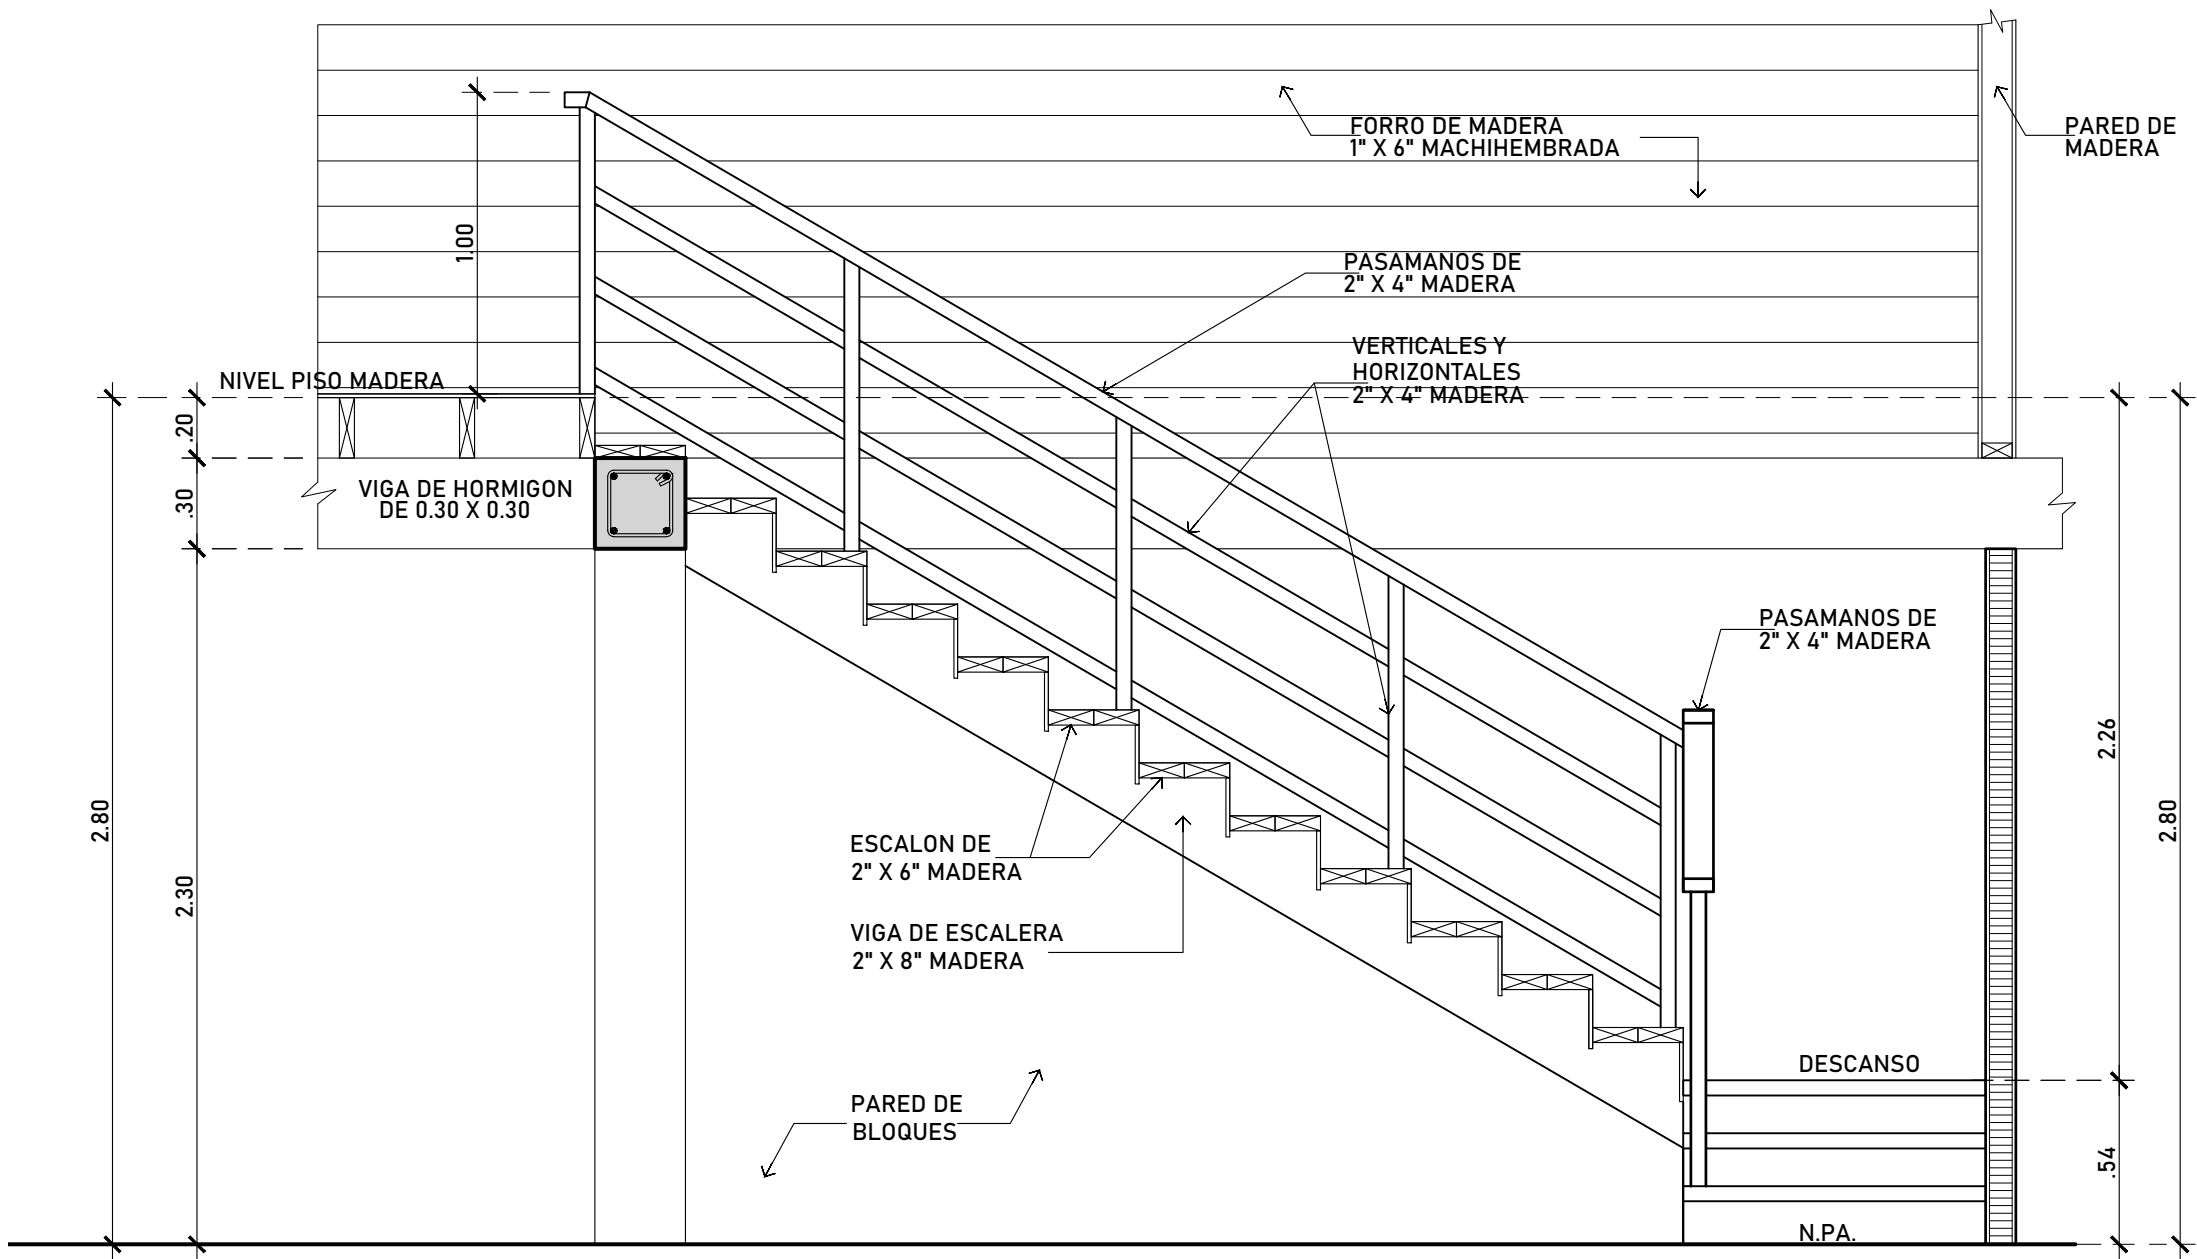 FORRO DE MADERA
1" X 6" MACHIHEMBRADA
PARED DE
MADERA
1.00
PASAMANOS DE
2" X 4" MADERA
VERTICALES Y
HORIZONTALES
2" X 4" MADERA
NIVEL PISO MADERA
.20
.30
VIGA DE HORMIGON
DE 0.30 X 0.30
PASAMANOS DE
2" X 4" MADERA
2.26
2.80
2.80
2.30
ESCALON DE
2" X 6" MADERA
VIGA DE ESCALERA
2" X 8" MADERA
DESCANSO
PARED DE
BLOQUES
.54
N.PA.